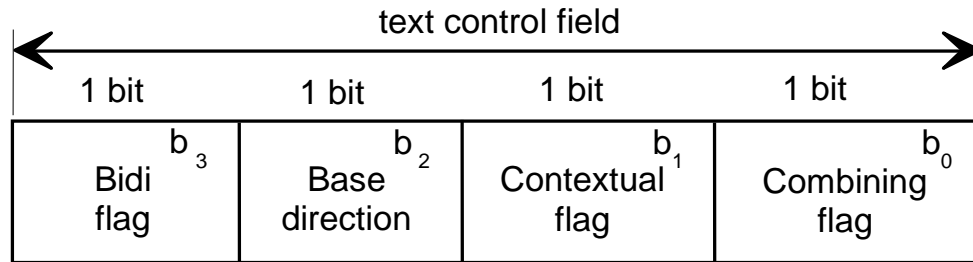 text control field
1 bit 1 bit 1 bit 1 bit
b3 b2 b1 b0
Bidi Base Contextual Combining
flag direction flag flag